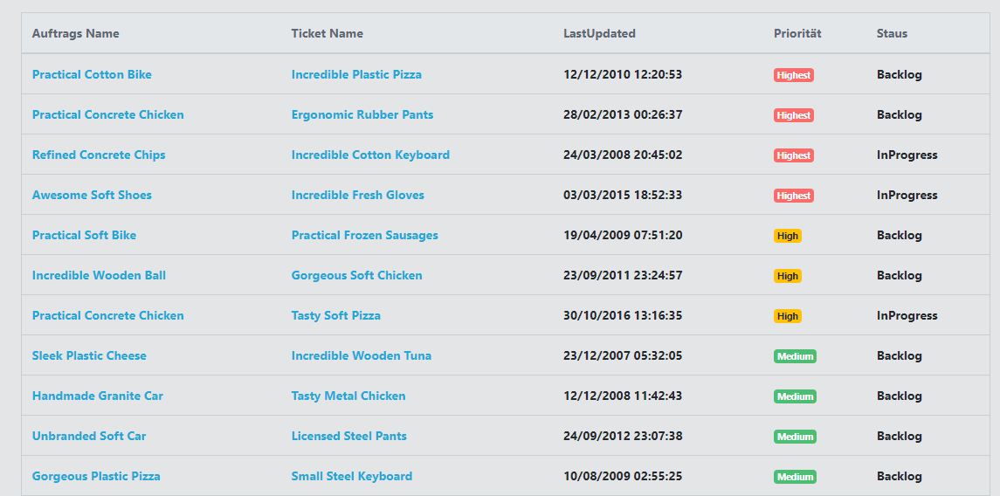 Auftrags Name Ticket Name LastUpdated Priorität Staus
Practical Cotton Bike Incredible Plastic Pizza 12/12/2010 12:20:53 Highest Backlog
Practical Concrete Chicken Ergonomic Rubber Pants 28/02/2013 00:26:37 Highest Backlog
Refined Concrete Chips Incredible Cotton Keyboard 24/03/2008 20:45:02 Highest InProgress
Awesome Soft Shoes Incredible Fresh Gloves 03/03/2015 18:52:33 Highest InProgress
Practical Soft Bike Practical Frozen Sausages 19/04/2009 07:51:20 High Backlog
Incredible Wooden Ball Gorgeous Soft Chicken 23/09/2011 23:24:57 High Backlog
Practical Concrete Chicken Tasty Soft Pizza 30/10/2016 13:16:35 High InProgress
Sleek Plastic Cheese Incredible Wooden Tuna 23/12/2007 05:32:05 Medium Backlog
Handmade Granite Car Tasty Metal Chicken 12/12/2008 11:42:43 Medium Backlog
Unbranded Soft Car Licensed Steel Pants 24/09/2012 23:07:38 Medium Backlog
Gorgeous Plastic Pizza Small Steel Keyboard 10/08/2009 02:55:25 Medium Backlog